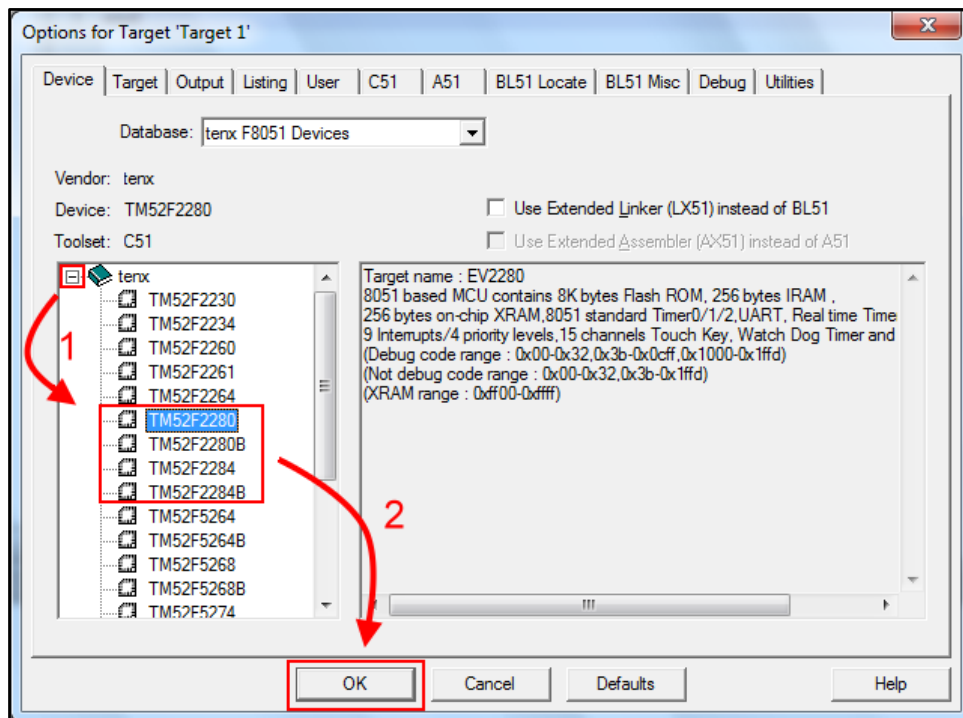 Options for Target 'Target 1'
Device Target Output Listing User C51 A51 BL51 Locate BL51 Misc Debug Utilities
Database: tenx F8051 Devices
Vendor: tenx
Device: TM52F2280
Use Extended Linker (LX51) instead of BL51
Toolset: C51
Use Extended Assembler (AX51) instead of A51
tenx
TM52F2230
TM52F2234
TM52F2260
TM52F2261
TM52F2264
TM52F2280
TM52F2280B
TM52F2284
TM52F2284B
TM52F5264
TM52F5264B
TM52F5268
TM52F5268B
TM52F5274
Target name : EV2280
8051 based MCU contains 8K bytes Flash ROM, 256 bytes IRAM ,
256 bytes on-chip XRAM,8051 standard Timer0/1/2,UART, Real time Time
9 Interrupts/4 priority levels,15 channels Touch Key, Watch Dog Timer and
(Debug code range : 0x00-0x32,0x3b-0x0cff,0x1000-0x1ffd)
(Not debug code range : 0x00-0x32,0x3b-0x1ffd)
(XRAM range : 0xff00-0xffff)
1
2
OK Cancel Defaults Help